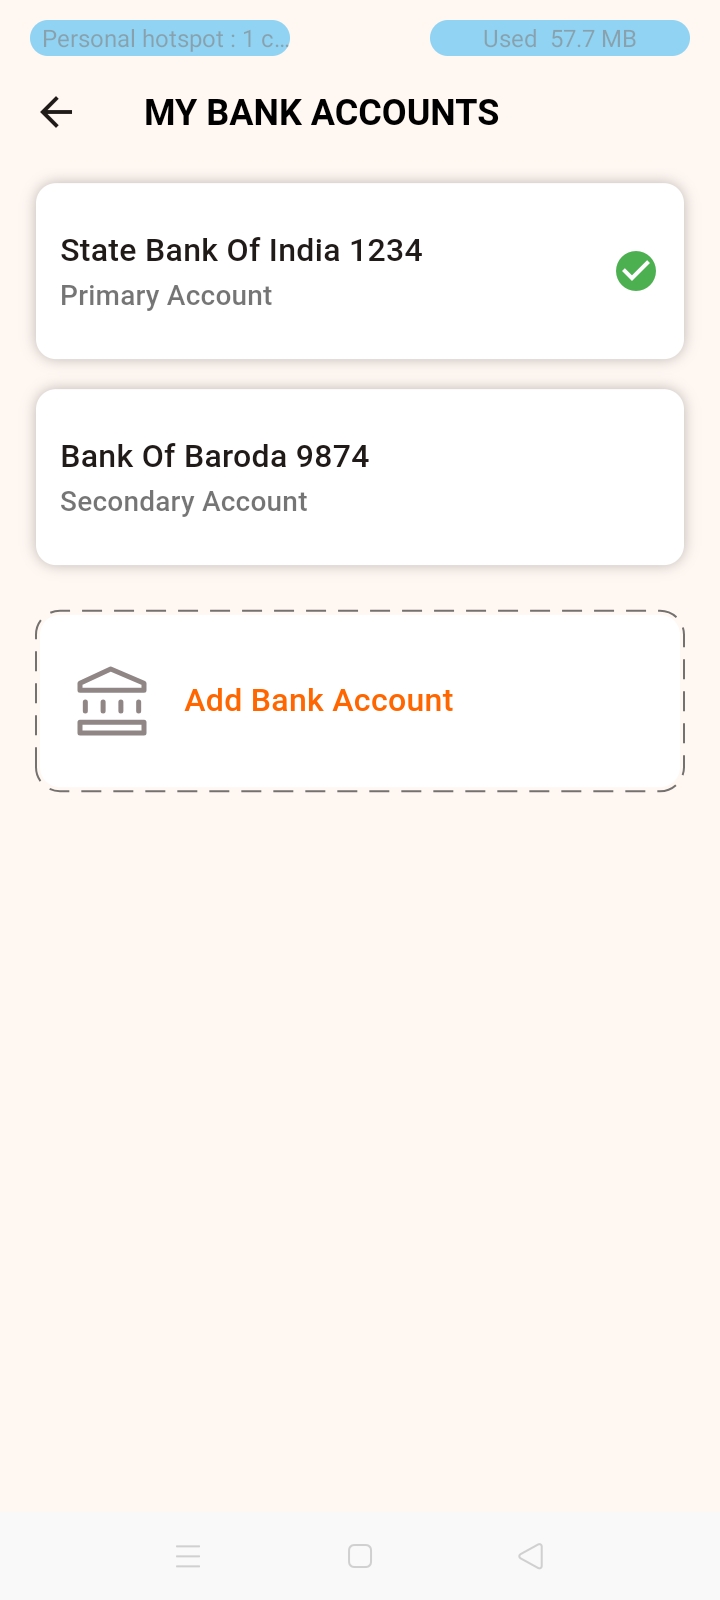 Personal hotspot : 1 c...
Used 57.7 MB
MY BANK ACCOUNTS
State Bank Of India 1234
Primary Account
Bank Of Baroda 9874
Secondary Account
Add Bank Account